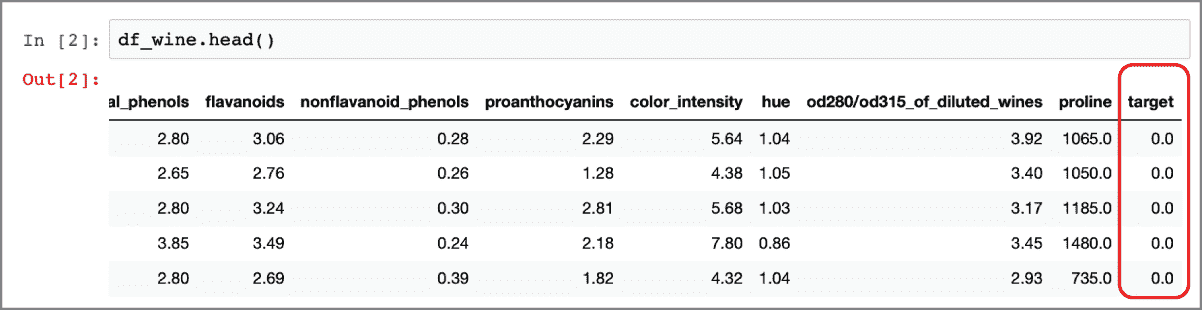 In [2]: df_wine.head()
Out[2]:
al_phenols flavanoids nonflavanoid_phenols proanthocyanins color_intensity hue od280/od315_of_diluted_wines proline target
2.80 3.06 0.28 2.29 5.64 1.04 3.92 1065.0 0.0
2.65 2.76 0.26 1.28 4.38 1.05 3.40 1050.0 0.0
2.80 3.24 0.30 2.81 5.68 1.03 3.17 1185.0 0.0
3.85 3.49 0.24 2.18 7.80 0.86 3.45 1480.0 0.0
2.80 2.69 0.39 1.82 4.32 1.04 2.93 735.0 0.0